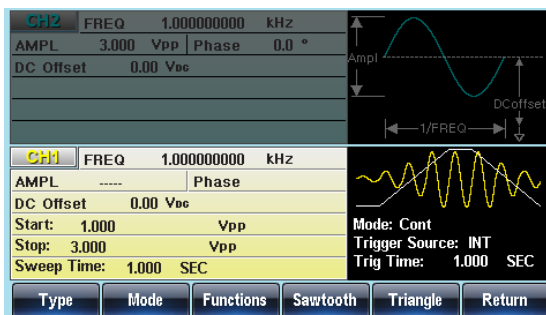 CH2 FREQ 1.000000000 kHz
AMPL 3.000 Vpp Phase 0.0 °
DC Offset 0.00 VDC
Ampl
DCoffset
1/FREQ
CH1 FREQ 1.000000000 kHz
AMPL ----- Phase
DC Offset 0.00 VDC
Start: 1.000 Vpp
Stop: 3.000 Vpp
Sweep Time: 1.000 SEC
Mode: Cont
Trigger Source: INT
Trig Time: 1.000 SEC
Type Mode Functions Sawtooth Triangle Return